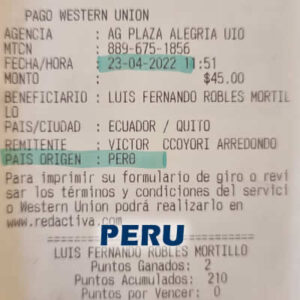 PAGO WESTERN UNION
AGENCIA : AG PLAZA ALEGRIA UIO
MTCN : 889-675-1856
FECHA/HORA : 23-04-2022 11:51
MONTO : $45.00
BENEFICIARIO : LUIS FERNANDO ROBLES MORTIL
LO
PAIS/CIUDAD : ECUADOR / QUITO
REMITENTE : VICTOR CCOYORI ARREDONDO
PAIS ORIGEN : PERO
Para imprimir su formulario de giro o revi
sar los términos y condiciones del servici
o Western Union podrá realizarlo en
www.redactiva.com
PERU
LUIS FERNANDO ROBLES MORTILLO
Puntos Ganados: 2
Puntos Acumulados: 210
Puntos por Vencer: 0